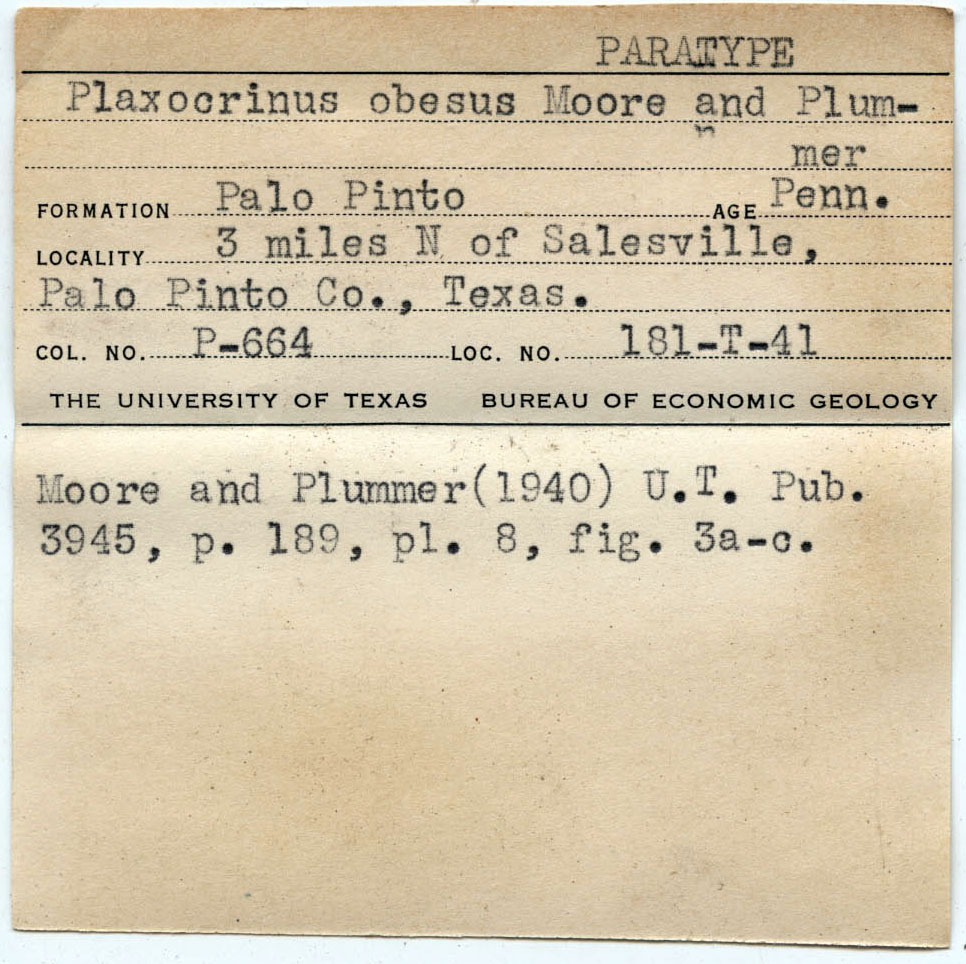 PARATYPE
Plaxocrinus obesus Moore and Plum-
mer
FORMATION Palo Pinto AGE Penn.
LOCALITY 3 miles N of Salesville,
Palo Pinto Co., Texas.
COL. NO. P-664 LOC. NO. 181-T-41
THE UNIVERSITY OF TEXAS BUREAU OF ECONOMIC GEOLOGY
Moore and Plummer(1940) U.T. Pub.
3945, p. 189, pl. 8, fig. 3a-c.